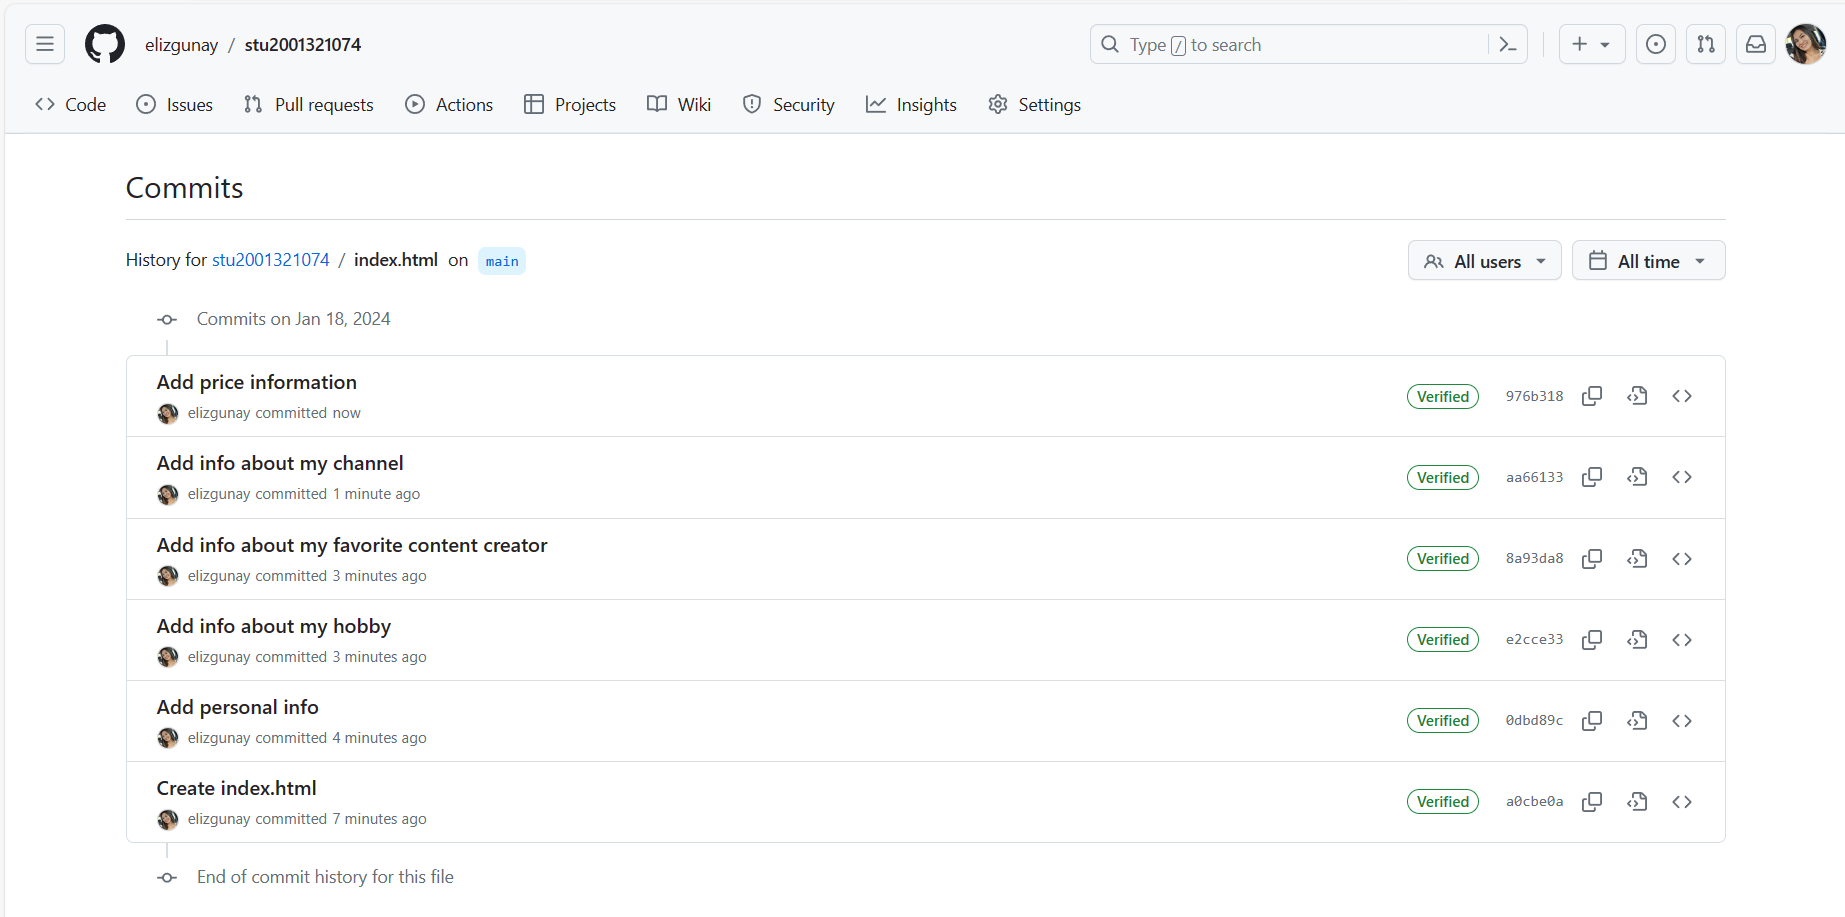 elizgunay / stu2001321074
Type / to search
Code Issues Pull requests Actions Projects Wiki Security Insights Settings
Commits
History for stu2001321074 / index.html on main
All users All time
Commits on Jan 18, 2024
Add price information
elizgunay committed now
Verified 976b318
Add info about my channel
elizgunay committed 1 minute ago
Verified aa66133
Add info about my favorite content creator
elizgunay committed 3 minutes ago
Verified 8a93da8
Add info about my hobby
elizgunay committed 3 minutes ago
Verified e2cce33
Add personal info
elizgunay committed 4 minutes ago
Verified 0dbd89c
Create index.html
elizgunay committed 7 minutes ago
Verified a0cbe0a
End of commit history for this file